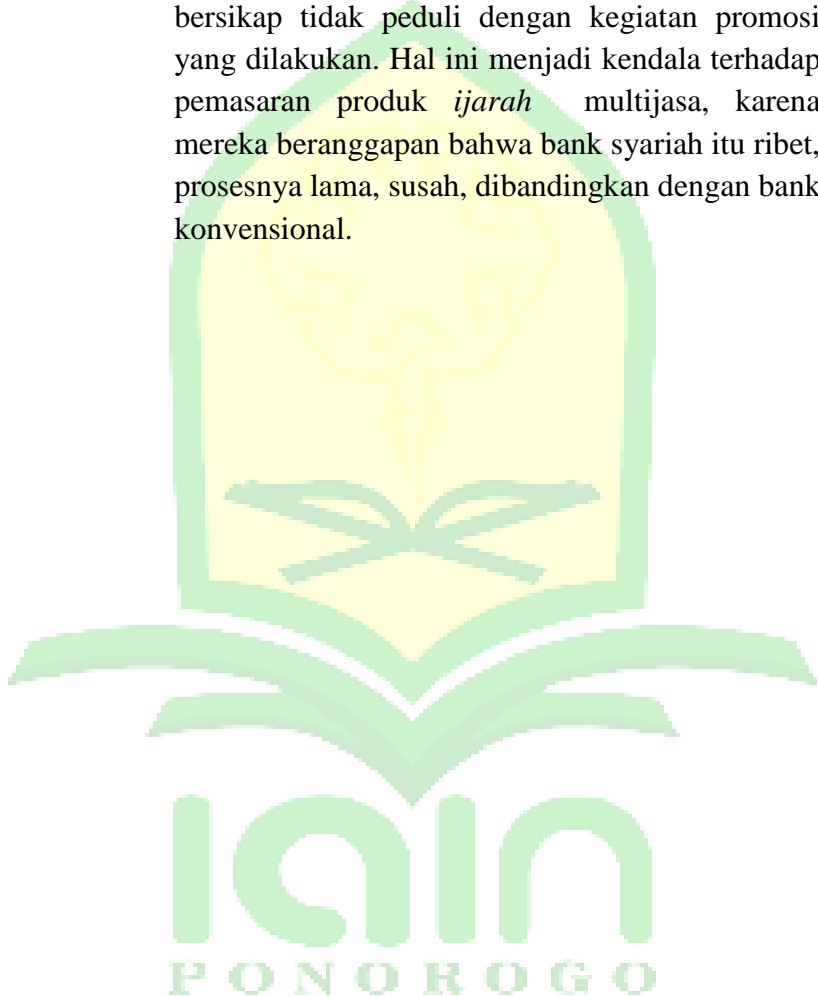 bersikap tidak peduli dengan kegiatan promosi
yang dilakukan. Hal ini menjadi kendala terhadap
pemasaran produk ijarah multijasa, karena
mereka beranggapan bahwa bank syariah itu ribet,
prosesnya lama, susah, dibandingkan dengan bank
konvensional.
iain
PONOROGO